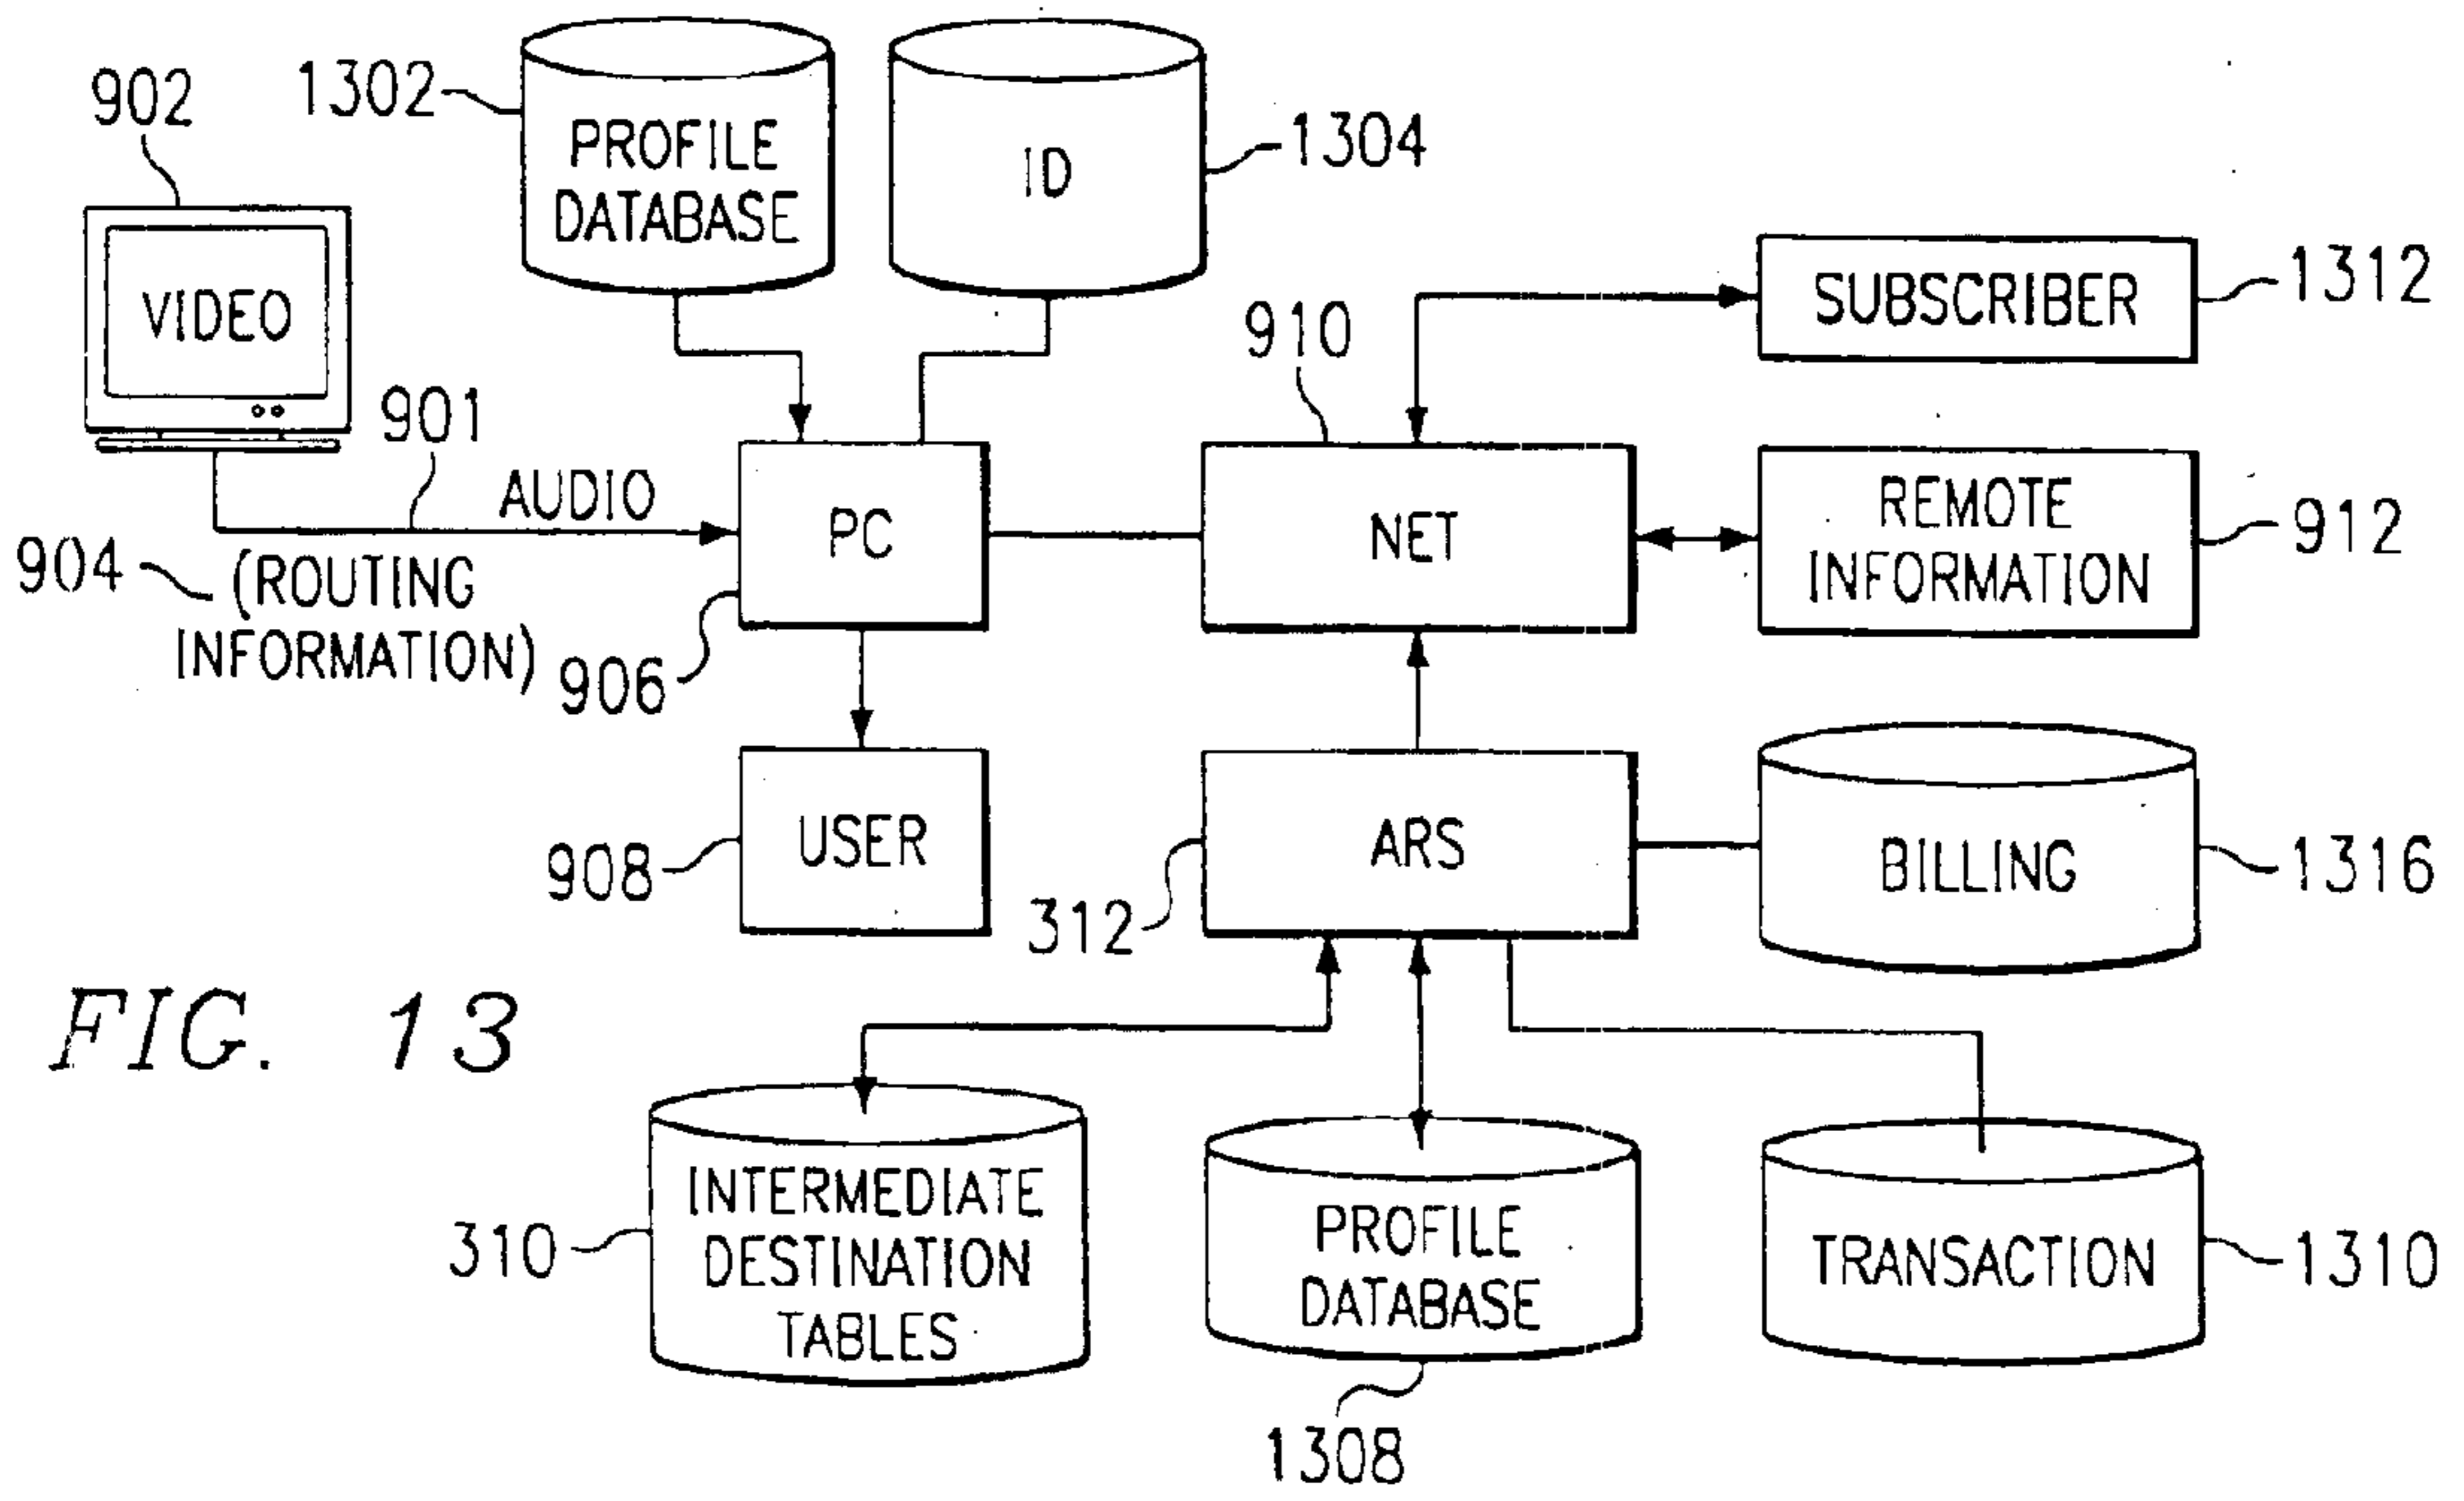 902
1302
PROFILE
DATABASE
ID
1304
VIDEO
SUBSCRIBER
1312
910
901
AUDIO
PC
NET
REMOTE
INFORMATION
912
904
(ROUTING
INFORMATION)
906
USER
908
ARS
312
BILLING
1316
FIG. 13
INTERMEDIATE
DESTINATION
TABLES
310
PROFILE
DATABASE
1308
TRANSACTION
1310